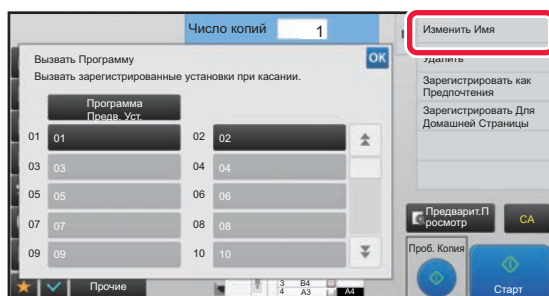 Число копий 1
Изменить Имя
Вызвать Программу
OK
Удалить
Вызвать зарегистрированные установки при касании.
Зарегистрировать как
Предпочтения
Программа
Предв. Уст.
Зарегистрировать Для
Домашней Страницы
01 01 02 02
03 03 04 04
05 05 06 06
07 07 08 08
09 09 10 10
Предварит.П
росмотр
CA
Проб. Копия
Старт
Прочие
3 B4
4 A3
A4